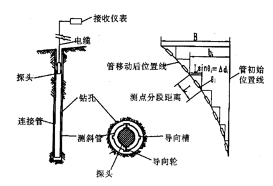 接收仪表
电缆
探头
连接管
钻孔
测斜管
导向槽
导向轮
探头
B
管移动后位置线
管初始
位置线
l sinθi=Δdi
测点分段距离
L